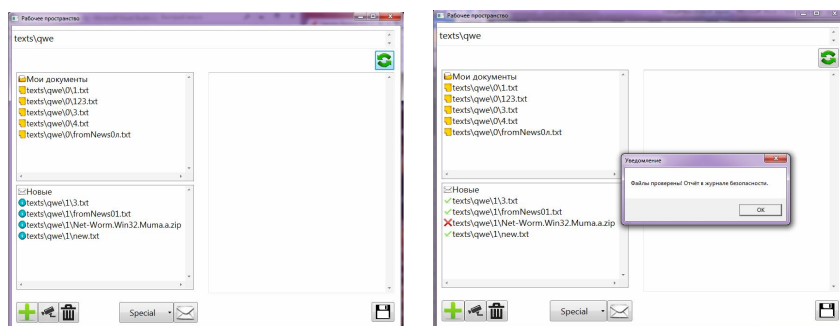 Рабочее пространство
texts\qwe
Мои документы
texts\qwe\0\1.txt
texts\qwe\0\123.txt
texts\qwe\0\3.txt
texts\qwe\0\4.txt
texts\qwe\0\fromNews0л.txt
Новые
texts\qwe\1\3.txt
texts\qwe\1\fromNews01.txt
texts\qwe\1\Net-Worm.Win32.Muma.a.zip
texts\qwe\1\new.txt
Special
Рабочее пространство
texts\qwe
Мои документы
texts\qwe\0\1.txt
texts\qwe\0\123.txt
texts\qwe\0\3.txt
texts\qwe\0\4.txt
texts\qwe\0\fromNews0л.txt
Уведомление
Файлы проверены! Отчёт в журнале безопасности.
OK
Новые
texts\qwe\1\3.txt
texts\qwe\1\fromNews01.txt
texts\qwe\1\Net-Worm.Win32.Muma.a.zip
texts\qwe\1\new.txt
Special